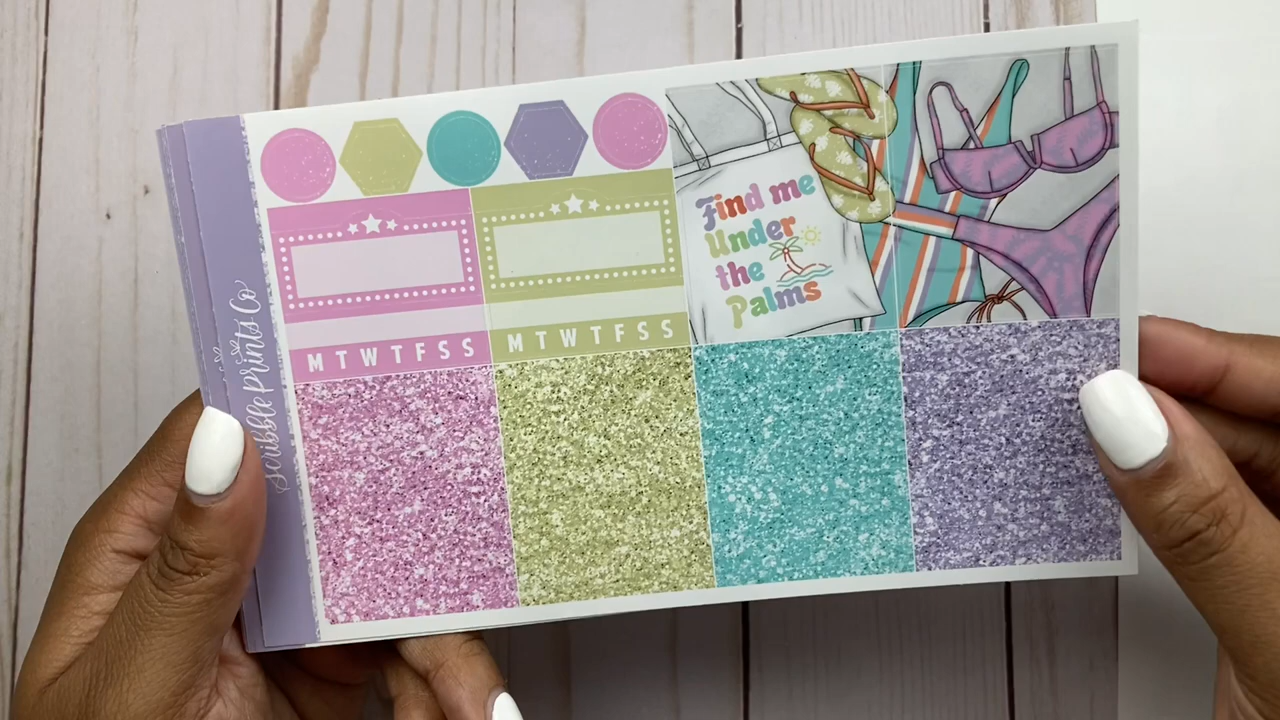 Scribble Prints Co
M T W T F S S
M T W T F S S
Find me
Under
the
Palms